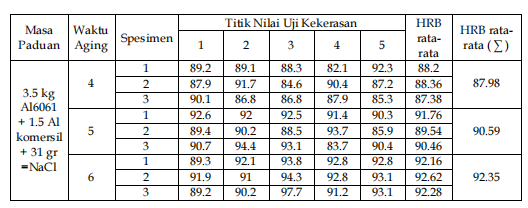 Masa Paduan Waktu Aging Spesimen Titik Nilai Uji Kekerasan HRB rata-rata HRB rata-rata (∑)
1 2 3 4 5
3.5 kg Al6061 + 1.5 Al komersil + 31 gr =NaCl
4 1 89.2 89.1 88.3 82.1 92.3 88.2 87.98
2 87.9 91.7 84.6 90.4 87.2 88.36
3 90.1 86.8 86.8 87.9 85.3 87.38
5 1 92.6 92 92.5 91.4 90.3 91.76 90.59
2 89.4 90.2 88.5 93.7 85.9 89.54
3 90.7 94.4 93.1 83.7 90.4 90.46
6 1 89.3 92.1 93.8 92.8 92.8 92.16 92.35
2 91.9 91 94.3 92.8 93.1 92.62
3 89.2 90.2 97.7 91.2 93.1 92.28